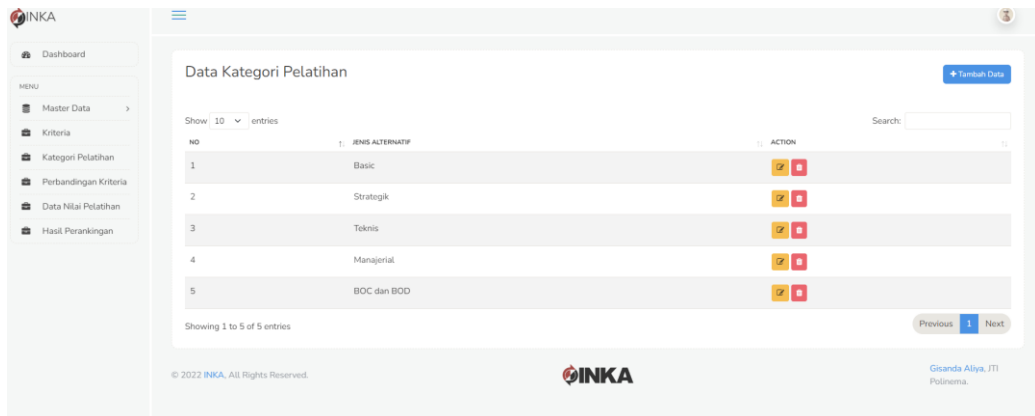 INKA
Dashboard
MENU
Master Data
Kriteria
Kategori Pelatihan
Perbandingan Kriteria
Data Nilai Pelatihan
Hasil Perankingan
Data Kategori Pelatihan
+Tambah Data
Show 10 entries
Search:
NO JENIS ALTERNATIF ACTION
1 Basic
2 Strategik
3 Teknis
4 Manajerial
5 BOC dan BOD
Showing 1 to 5 of 5 entries
Previous 1 Next
© 2022 INKA, All Rights Reserved.
INKA
Gisanda Aliya, JTI
Polinema.